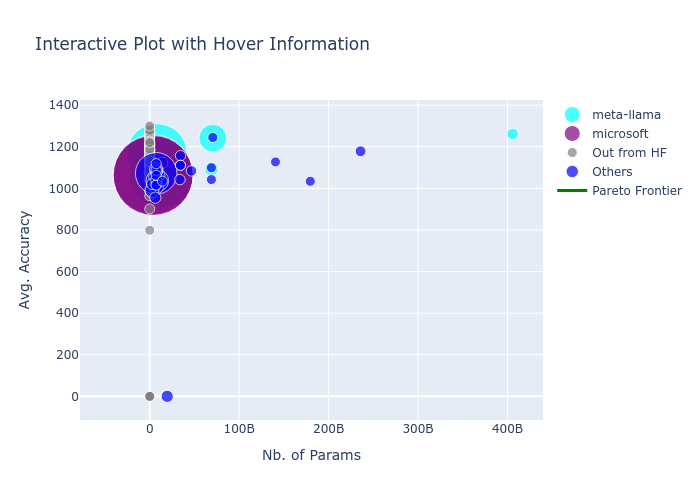 Interactive Plot with Hover Information
1400
1200
1000
800
600
400
200
0
0
100B
200B
300B
400B
Avg. Accuracy
Nb. of Params
meta-llama
microsoft
Out from HF
Others
Pareto Frontier